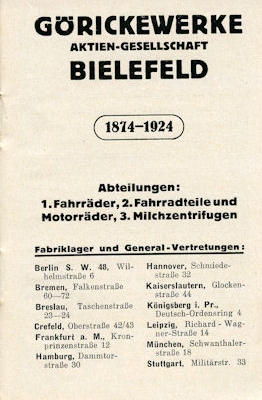 GÖRICKEWERKE
AKTIEN-GESELLSCHAFT
BIELEFELD
1874–1924
Abteilungen:
1. Fahrräder, 2. Fahrradteile und
Motorräder, 3. Milchzentrifugen
Fabriklager und General-Vertretungen:
Berlin S. W. 48, Wil-
helmstraße 6
Bremen, Falkenstraße
60—72
Breslau, Taschenstraße
23—24
Crefeld, Oberstraße 42/43
Frankfurt a. M., Kron-
prinzenstraße 12
Hamburg, Dammtor-
straße 30
Hannover, Schmiede-
straße 32
Kaiserslautern, Glocken-
straße 44
Königsberg i. Pr.,
Deutsch-Ordensring 4
Leipzig, Richard-Wag-
ner-Straße 14
München, Schwanthaler-
straße 18
Stuttgart, Militärstr. 33